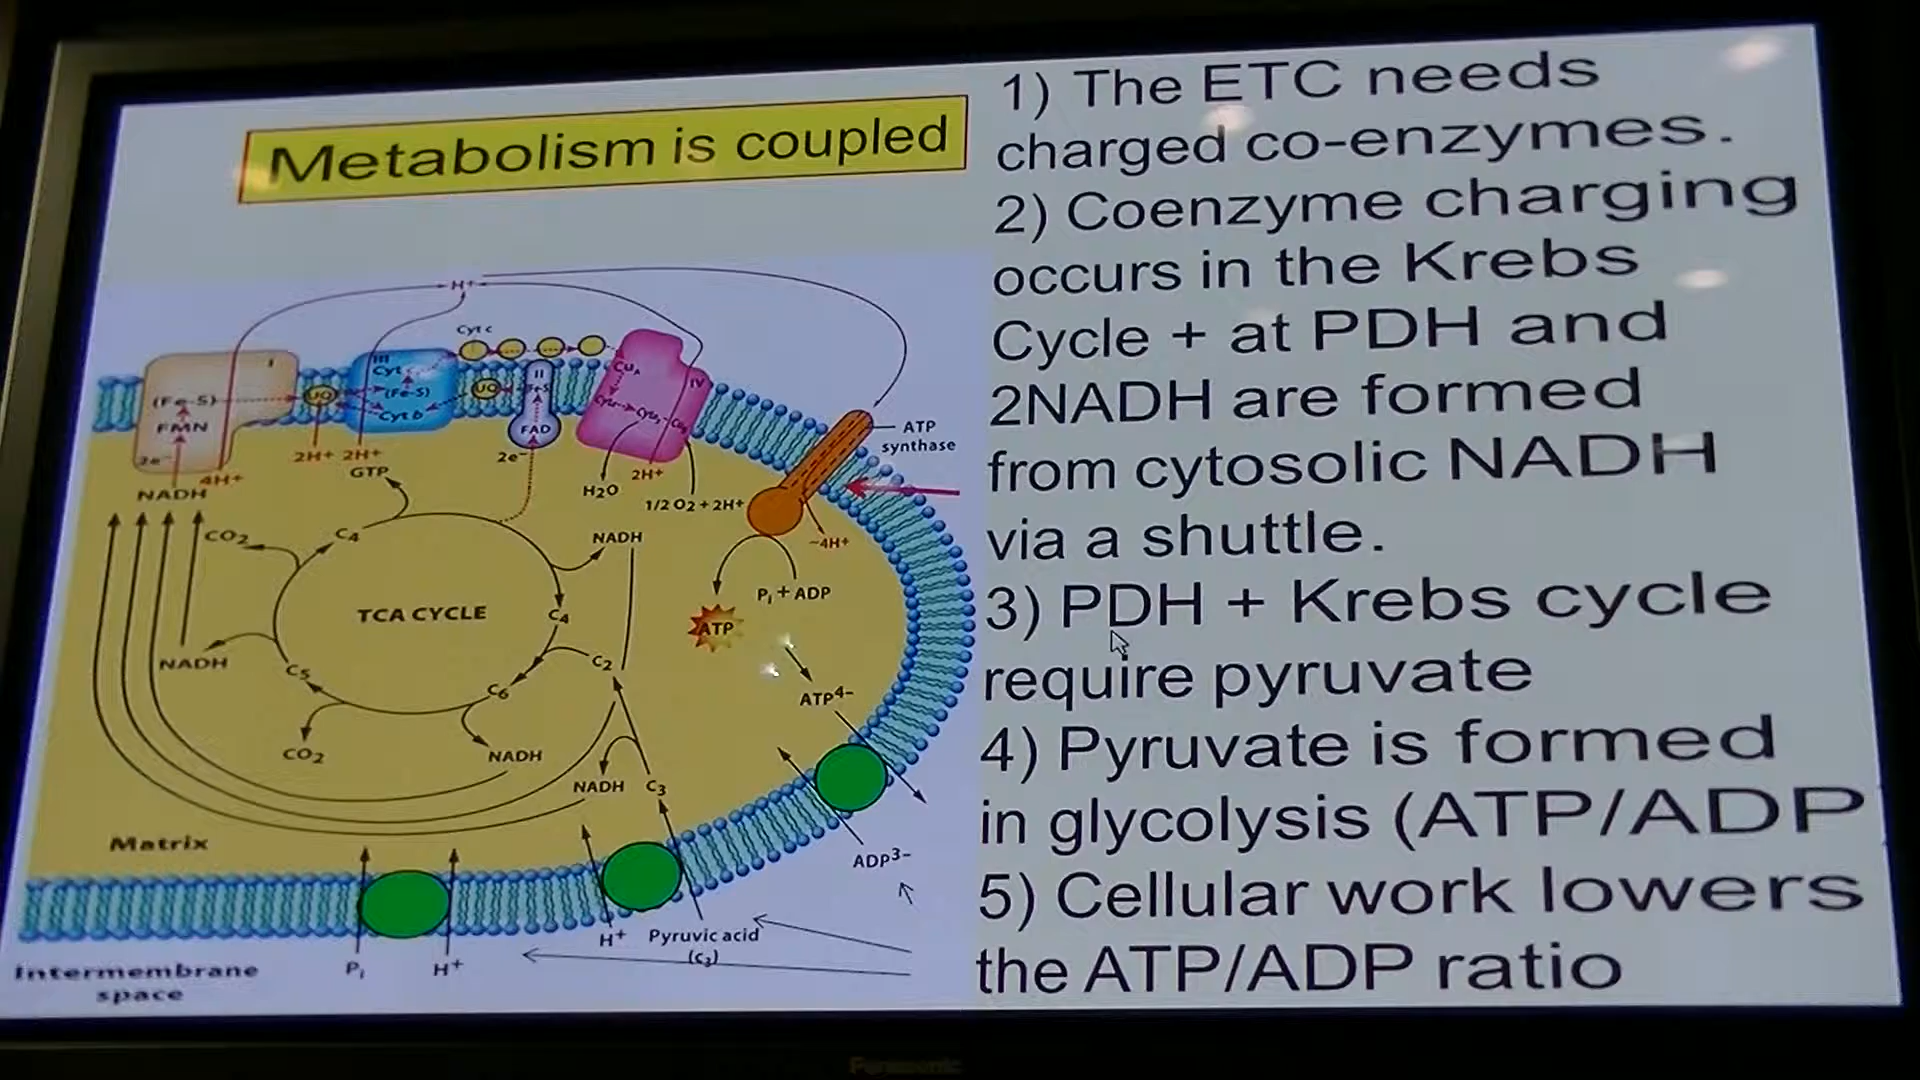 Metabolism is coupled
1) The ETC needs
charged co-enzymes.
2) Coenzyme charging
occurs in the Krebs
Cycle + at PDH and
2NADH are formed
from cytosolic NADH
via a shuttle.
3) PDH + Krebs cycle
require pyruvate
4) Pyruvate is formed
in glycolysis (ATP/ADP
5) Cellular work lowers
the ATP/ADP ratio
H+
Cyt c
I
(Fe-S)
FMN
2e-
4H+
NADH
UQ
2H+
III
Cyt c
(Fe-S)
Cyt b
2H+
UQ
II
Fe-S
FAD
2e-
CuA
IV
2H+
H2O
1/2 O2 + 2H+
ATP
synthase
~4H+
Pi + ADP
ATP
ATP4-
ADP3-
GTP
CO2
C4
NADH
TCA CYCLE
C4
C2
NADH
C5
C6
CO2
NADH
NADH
C3
Matrix
Intermembrane
space
Pi
H+
H+
Pyruvic acid
(c3)
Panasonic